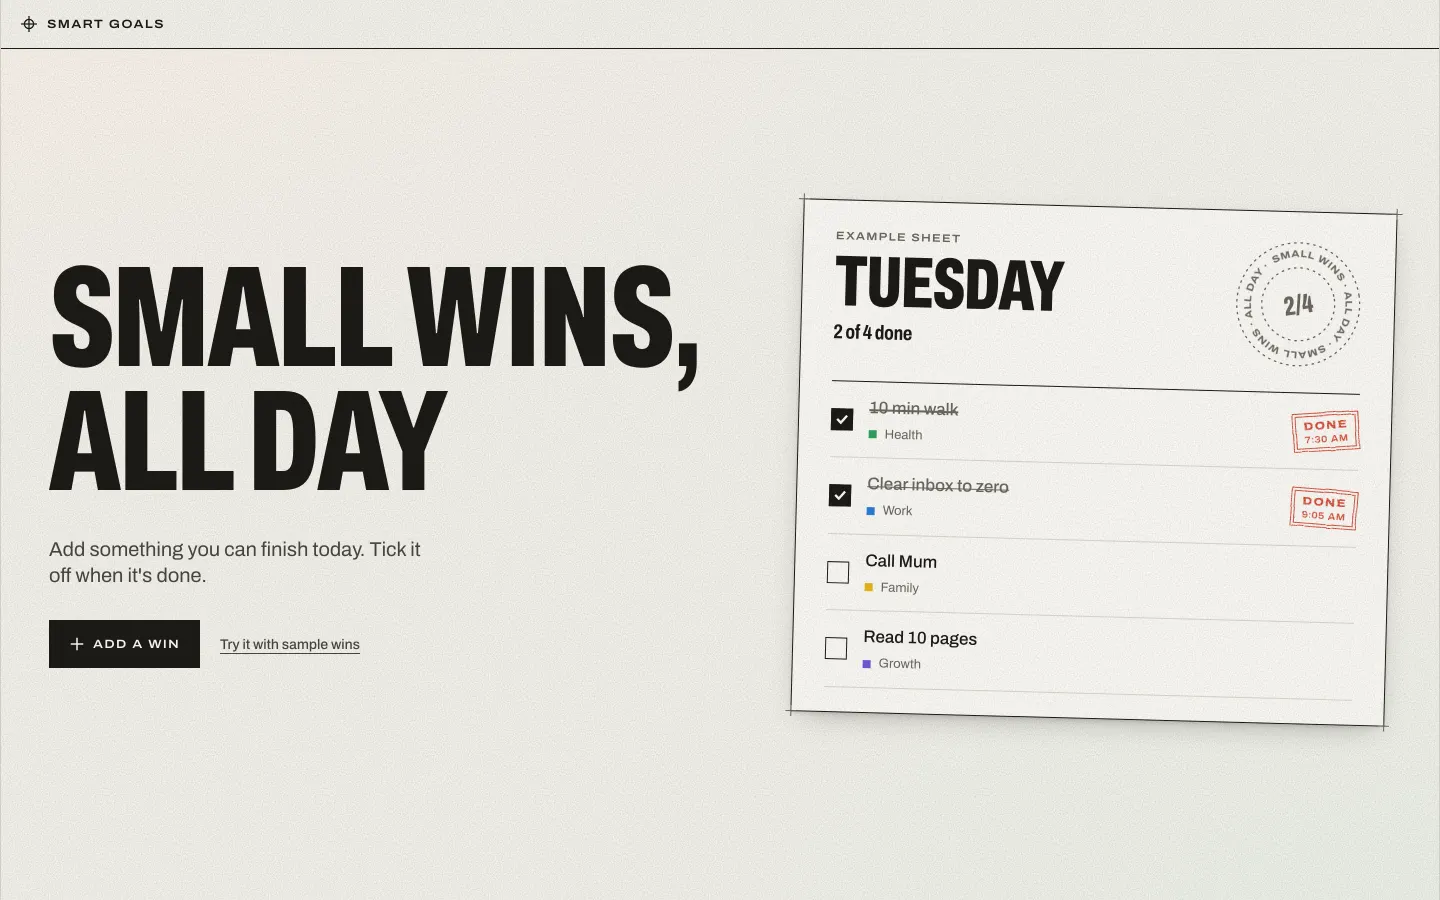 SMART GOALS
SMALL WINS,
ALL DAY
Add something you can finish today. Tick it
off when it's done.
ADD A WIN
Try it with sample wins
EXAMPLE SHEET
TUESDAY
2 of 4 done
SMALL WINS · ALL DAY · SMALL WINS · ALL DAY ·
2/4
10 min walk
Health
DONE
7:30 AM
Clear inbox to zero
Work
DONE
9:05 AM
Call Mum
Family
Read 10 pages
Growth